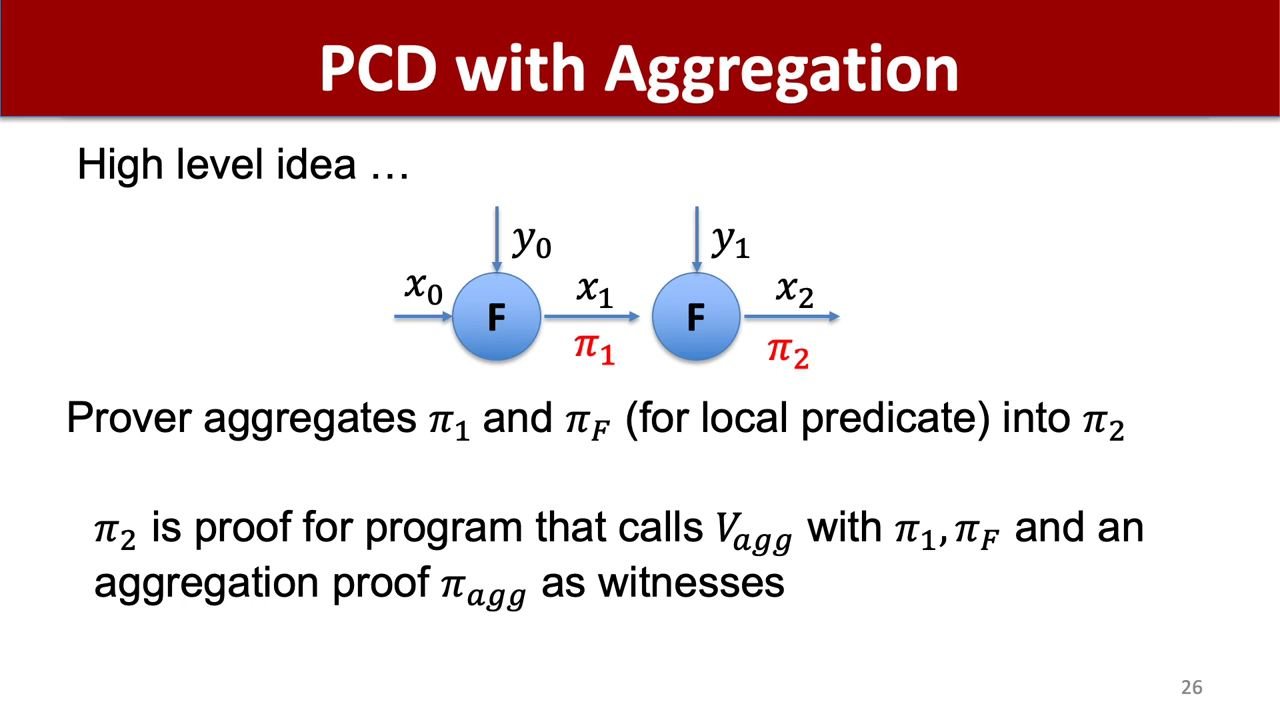 PCD with Aggregation
High level idea …
y₀ y₁
x₀ x₁ x₂
F F
π₁ π₂
Prover aggregates π₁ and π_F (for local predicate) into π₂
π₂ is proof for program that calls V_agg with π₁, π_F and an
aggregation proof π_agg as witnesses
26